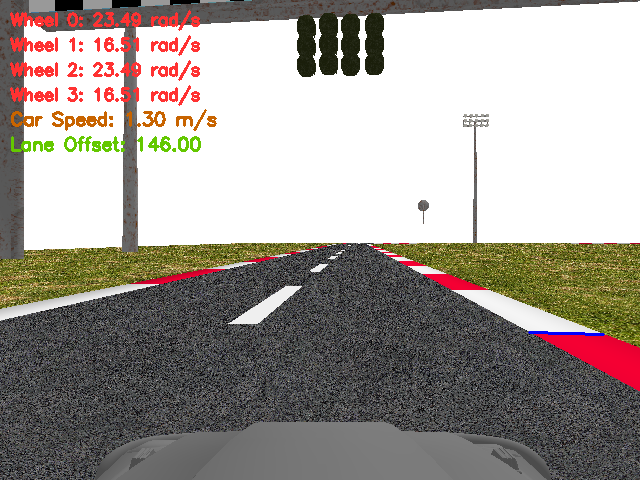 Wheel 0: 23.49 rad/s
Wheel 1: 16.51 rad/s
Wheel 2: 23.49 rad/s
Wheel 3: 16.51 rad/s
Car Speed: 1.30 m/s
Lane Offset: 146.00